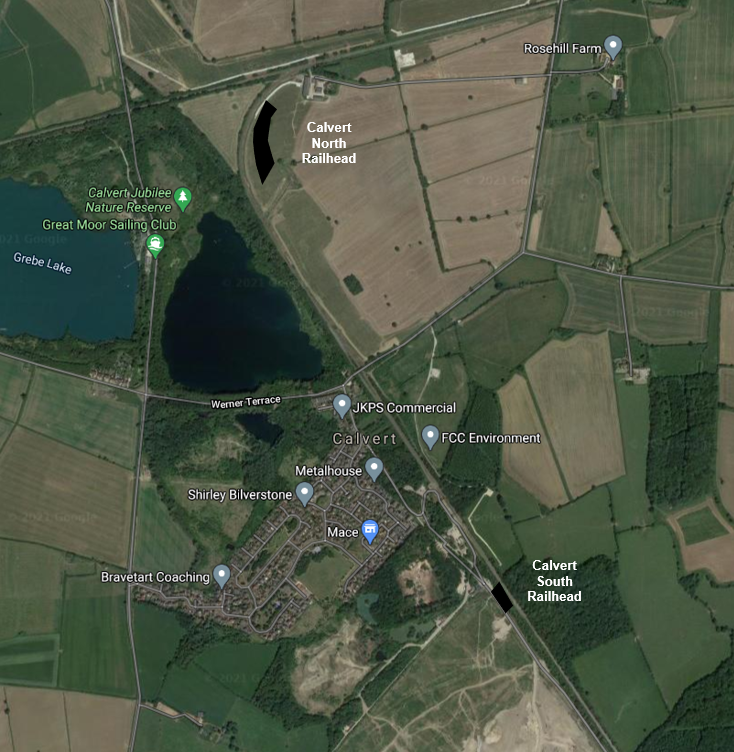 Rosehill Farm
Calvert
North
Railhead
Calvert Jubilee
Nature Reserve
Great Moor Sailing Club
Grebe Lake
Werner Terrace
JKPS Commercial
Calvert
FCC Environment
Metalhouse
Shirley Bilverstone
Mace
Bravetart Coaching
Calvert
South
Railhead